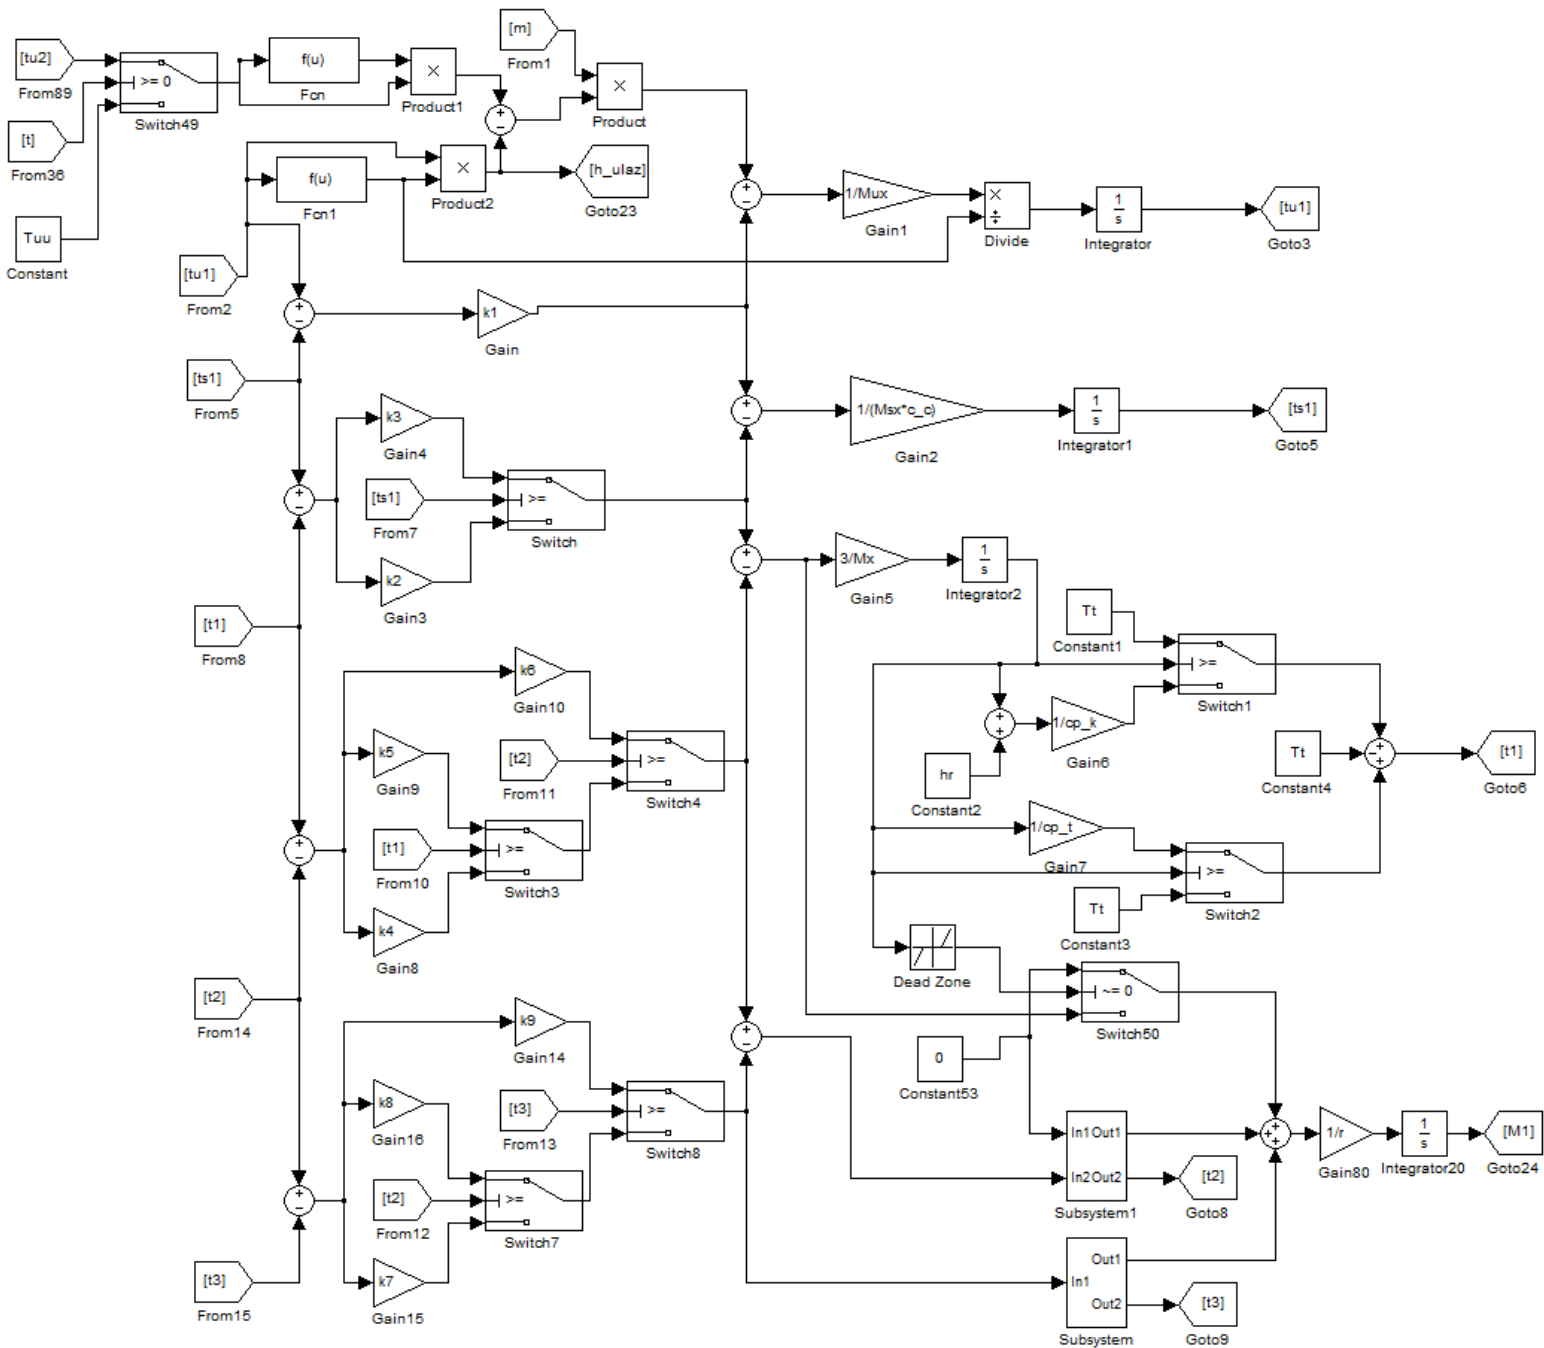 [m]
From1
[tu2]
From89
>= 0
Switch49
f(u)
Fcn
×
Product1
+
−
×
Product
[t]
From36
f(u)
Fcn1
×
Product2
[h_ulaz]
Goto23
+
−
1/Mux
Gain1
×
÷
Divide
1
s
Integrator
[tu1]
Goto3
Tuu
Constant
[tu1]
From2
+
−
k1
Gain
[ts1]
From5
+
−
1/(Msx*c_c)
Gain2
1
s
Integrator1
[ts1]
Goto5
k3
Gain4
+
−
[ts1]
From7
>=
Switch
k2
Gain3
+
−
3/Mx
Gain5
1
s
Integrator2
[t1]
From8
Tt
Constant1
>=
Switch1
k6
Gain10
+
+
1/cp_k
Gain6
hr
Constant2
Tt
Constant4
−
+
+
[t1]
Goto6
k5
Gain9
[t2]
From11
>=
Switch4
+
−
[t1]
From10
>=
Switch3
1/cp_t
Gain7
>=
Switch2
k4
Gain8
Tt
Constant3
Dead Zone
[t2]
From14
~= 0
Switch50
k9
Gain14
+
−
0
Constant53
k8
Gain16
[t3]
From13
>=
Switch8
In1
Out1
In2
Out2
Subsystem1
[t2]
Goto8
+
+
+
1/r
Gain80
1
s
Integrator20
[M1]
Goto24
+
−
[t2]
From12
>=
Switch7
[t3]
From15
k7
Gain15
In1
Out1
Out2
Subsystem
[t3]
Goto9